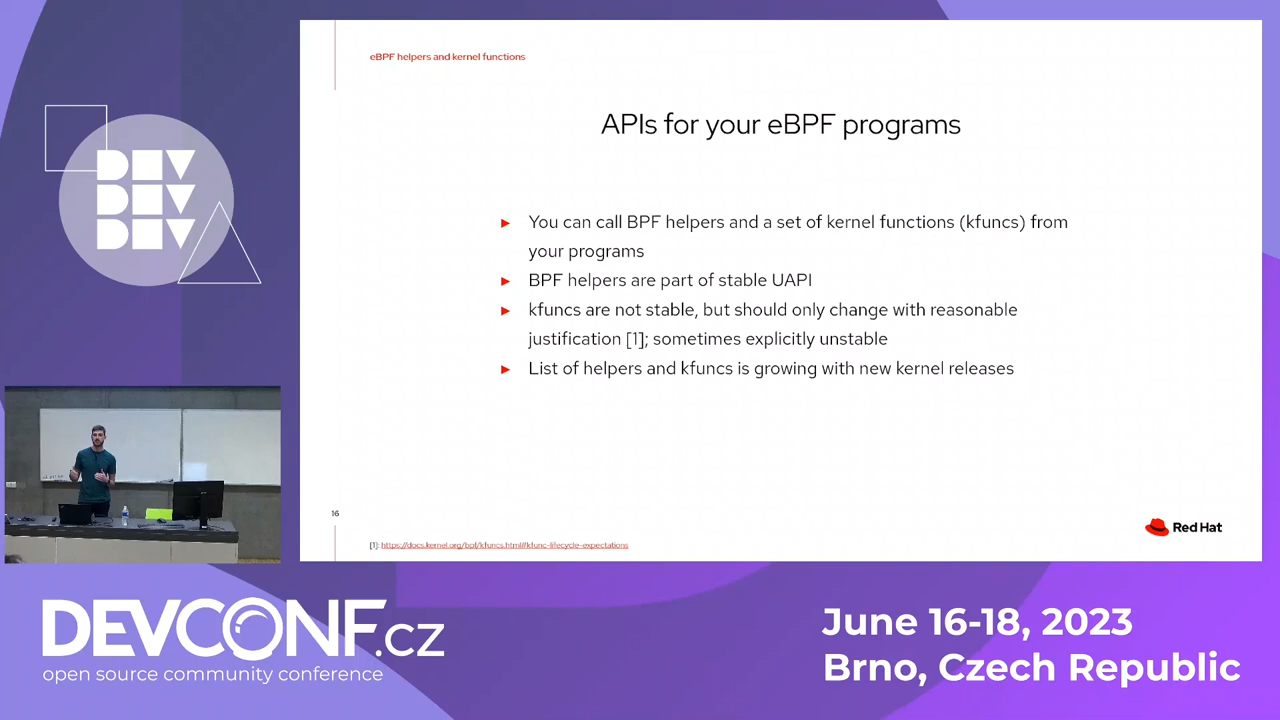 eBPF helpers and kernel functions
APIs for your eBPF programs
You can call BPF helpers and a set of kernel functions (kfuncs) from
your programs
BPF helpers are part of stable UAPI
kfuncs are not stable, but should only change with reasonable
justification [1]; sometimes explicitly unstable
List of helpers and kfuncs is growing with new kernel releases
16
Red Hat
[1]: https://docs.kernel.org/bpf/kfuncs.html#kfunc-lifecycle-expectations
DEV
DEV
DEV
DEVCONF.cz
open source community conference
June 16-18, 2023
Brno, Czech Republic